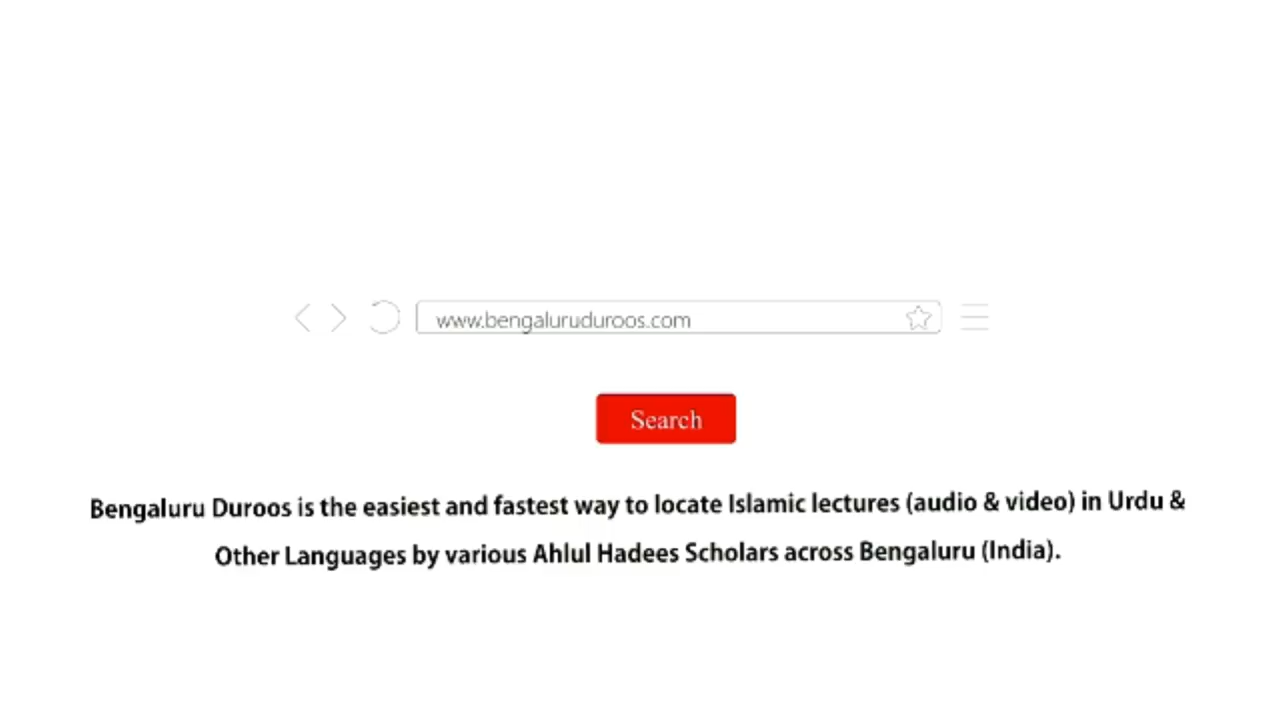 www.bengaluruduroos.com
Search
Bengaluru Duroos is the easiest and fastest way to locate Islamic lectures (audio & video) in Urdu &
Other Languages by various Ahlul Hadees Scholars across Bengaluru (India).